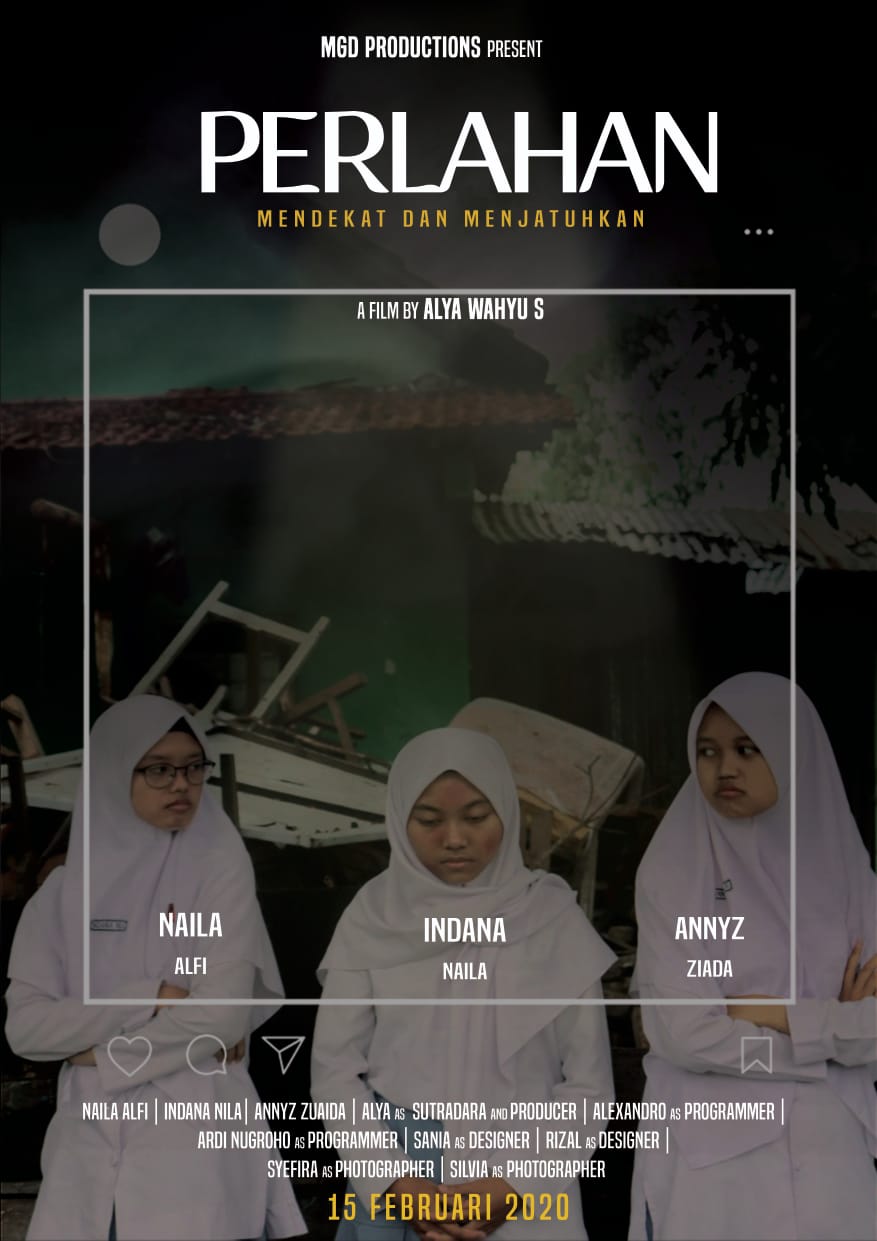 MGD PRODUCTIONS PRESENT
PERLAHAN
MENDEKAT DAN MENJATUHKAN
A FILM BY ALYA WAHYU S
NAILA
ALFI
INDANA
NAILA
ANNYZ
ZIADA
NAILA ALFI | INDANA NILA | ANNYZ ZUAIDA | ALYA AS SUTRADARA AND PRODUCER | ALEXANDRO AS PROGRAMMER |
ARDI NUGROHO AS PROGRAMMER | SANIA AS DESIGNER | RIZAL AS DESIGNER |
SYEFIRA AS PHOTOGRAPHER | SILVIA AS PHOTOGRAPHER
15 FEBRUARI 2020